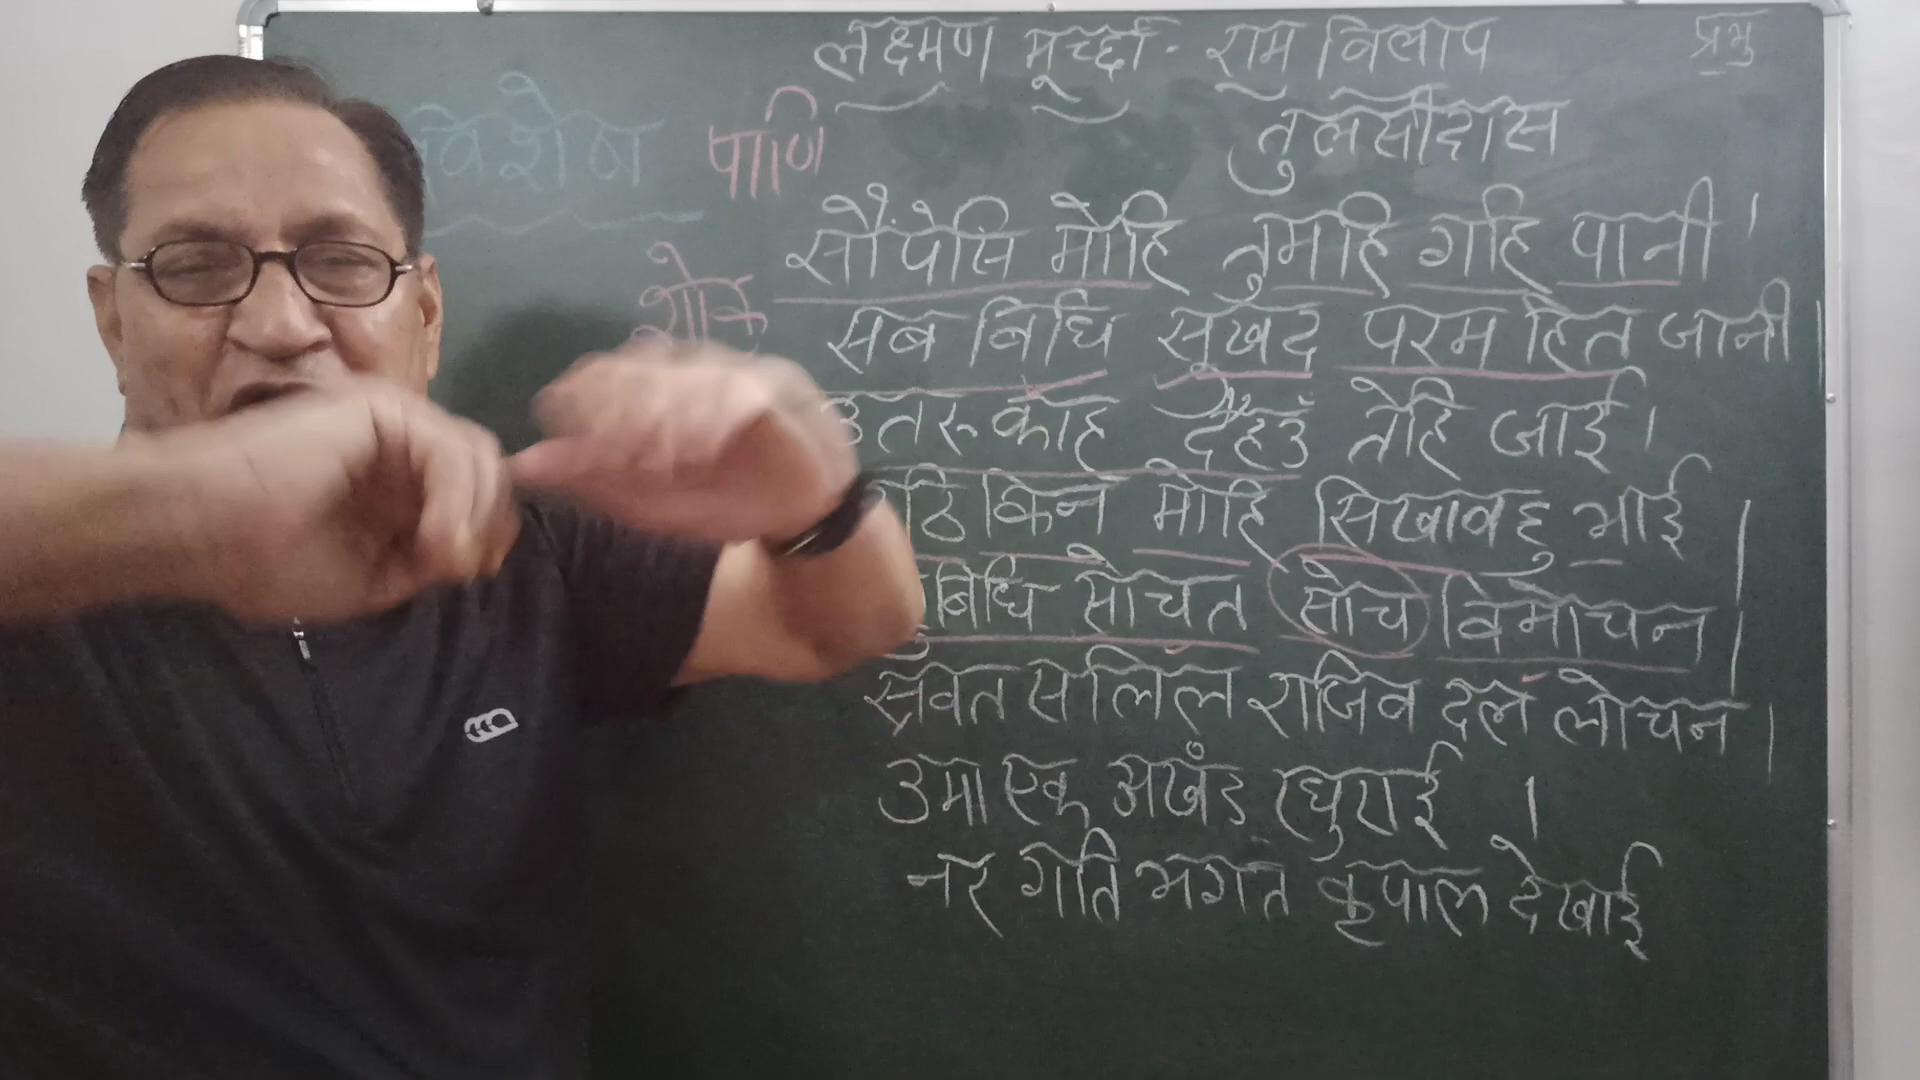 लक्ष्मण मूर्च्छा - राम विलाप
प्रभु
तुलसीदास
विशेष
पाणि
शोक
सौंपेसि मोहि तुमहि गहि पानी ।
सब बिधि सुखद परम हित जानी ।
उतरु काह दैहउँ तेहि जाई ।
उठि किन मोहि सिखावहु भाई ।
बिधि सोचत सोच विमोचन ।
स्रवत सलिल राजिव दल लोचन ।
उमा एक अखंड रघुराई ।
नर गति भगत कृपाल देखाई